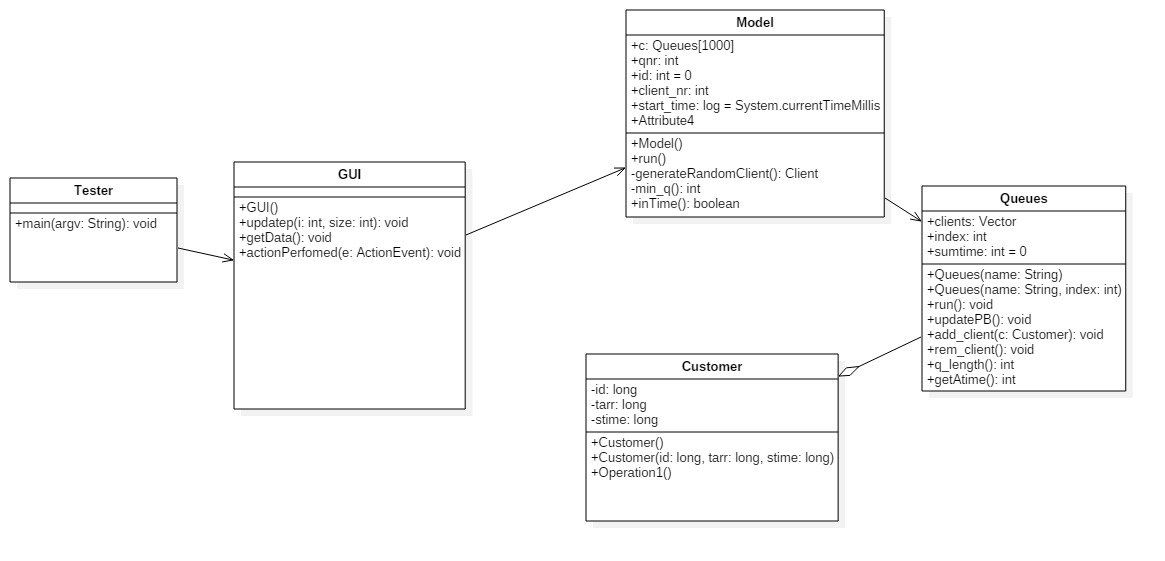 Model
+c: Queues[1000]
+qnr: int
+id: int = 0
+client_nr: int
+start_time: log = System.currentTimeMillis
+Attribute4
+Model()
+run()
-generateRandomClient(): Client
-min_q(): int
+inTime(): boolean
Tester
+main(argv: String): void
GUI
+GUI()
+updatep(i: int, size: int): void
+getData(): void
+actionPerfomed(e: ActionEvent): void
Queues
+clients: Vector
+index: int
+sumtime: int = 0
+Queues(name: String)
+Queues(name: String, index: int)
+run(): void
+updatePB(): void
+add_client(c: Customer): void
+rem_client(): void
+q_length(): int
+getAtime(): int
Customer
-id: long
-tarr: long
-stime: long
+Customer()
+Customer(id: long, tarr: long, stime: long)
+Operation1()